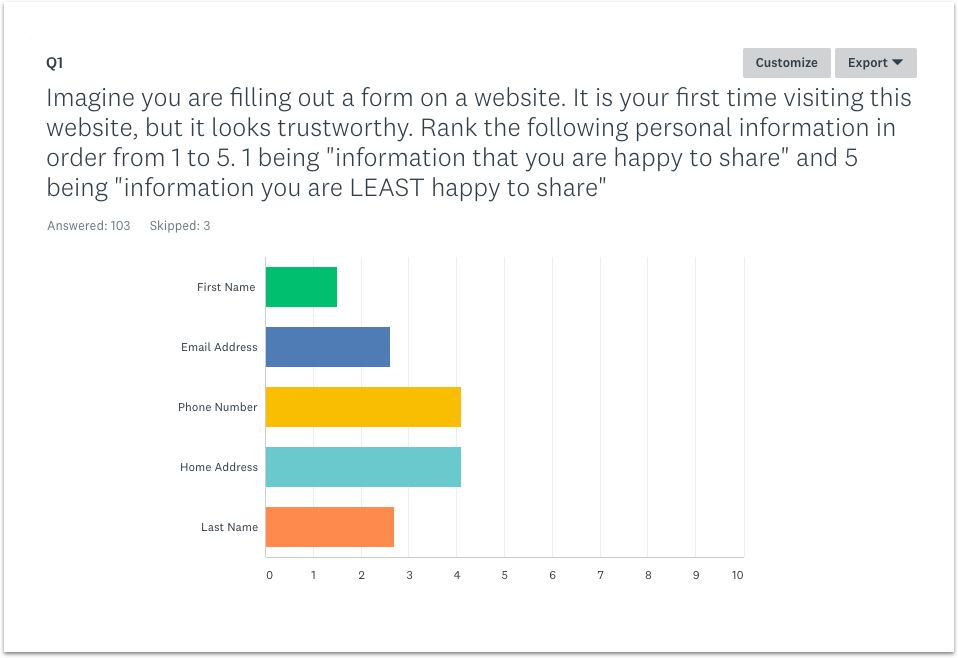 Q1
Customize
Export
Imagine you are filling out a form on a website. It is your first time visiting this
website, but it looks trustworthy. Rank the following personal information in
order from 1 to 5. 1 being "information that you are happy to share" and 5
being "information you are LEAST happy to share"
Answered: 103 Skipped: 3
First Name
Email Address
Phone Number
Home Address
Last Name
0 1 2 3 4 5 6 7 8 9 10